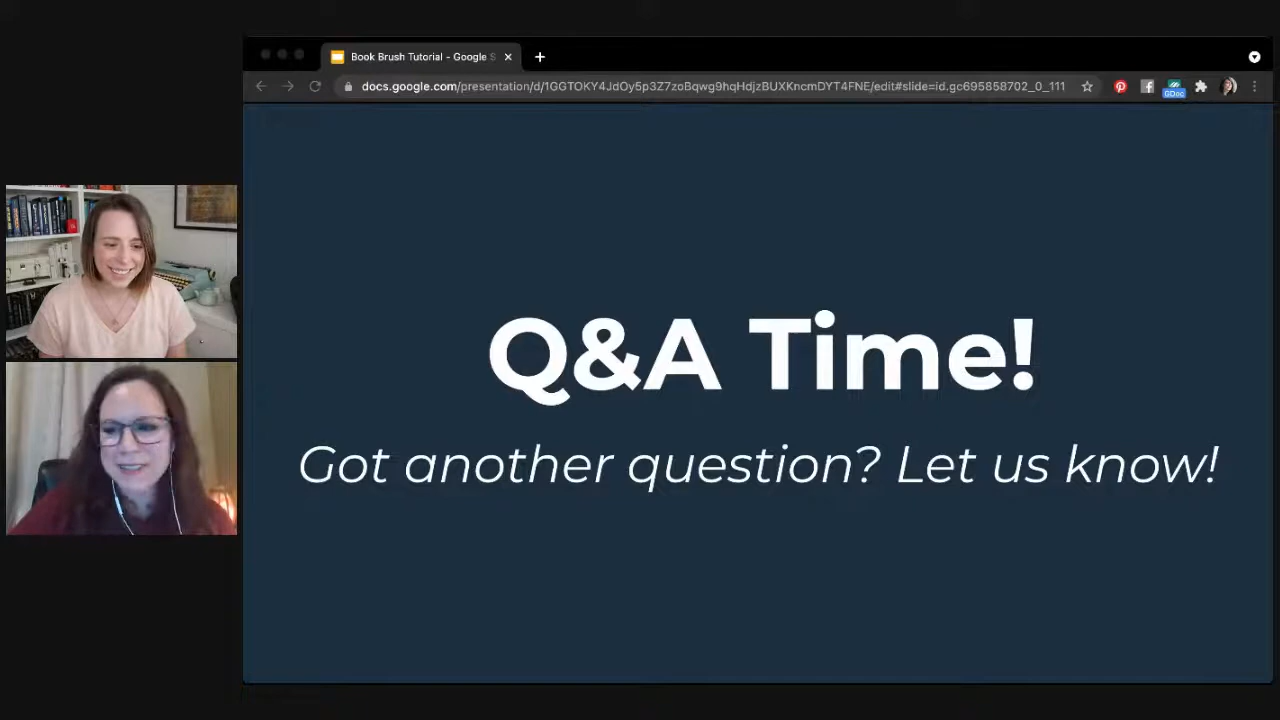 Book Brush Tutorial - Google S
docs.google.com/presentation/d/1GGTOKY4JdOy5p3Z7zoBqwg9hqHdjzBUXKncmDYT4FNE/edit#slide=id.gc695858702_0_111
GDoc
Q&A Time!
Got another question? Let us know!